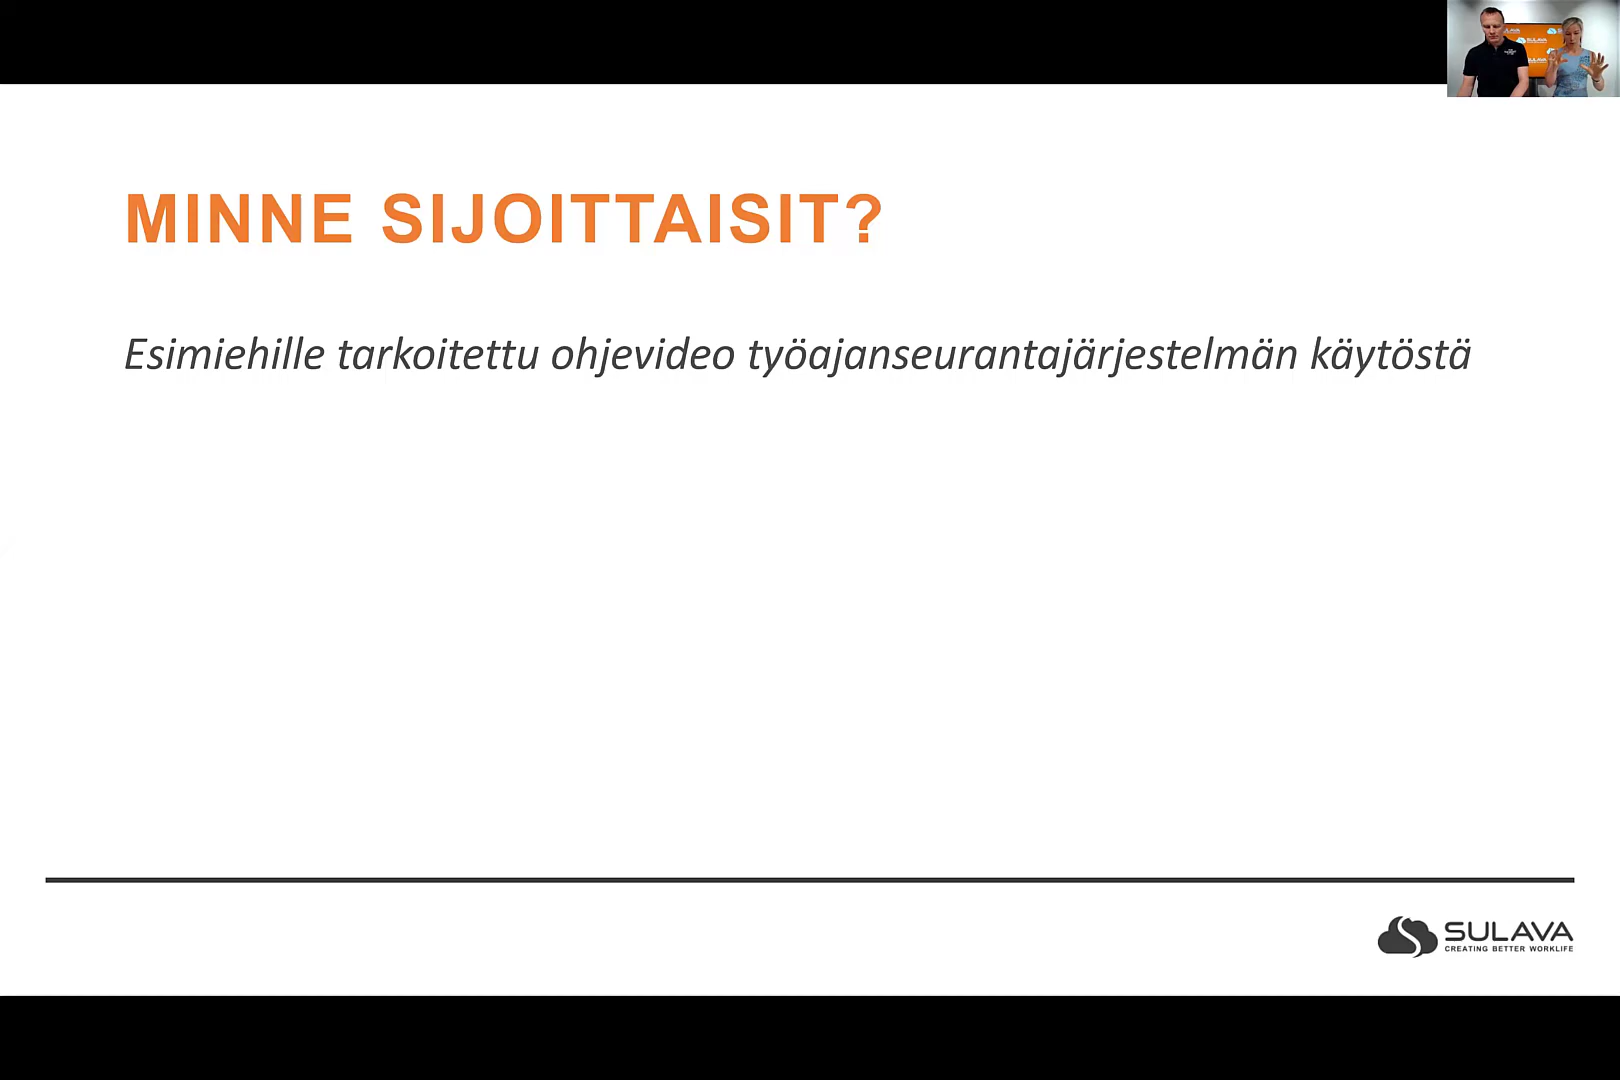 MINNE SIJOITTAISIT?
Esimiehille tarkoitettu ohjevideo työajanseurantajärjestelmän käytöstä
SULAVA
CREATING BETTER WORKLIFE